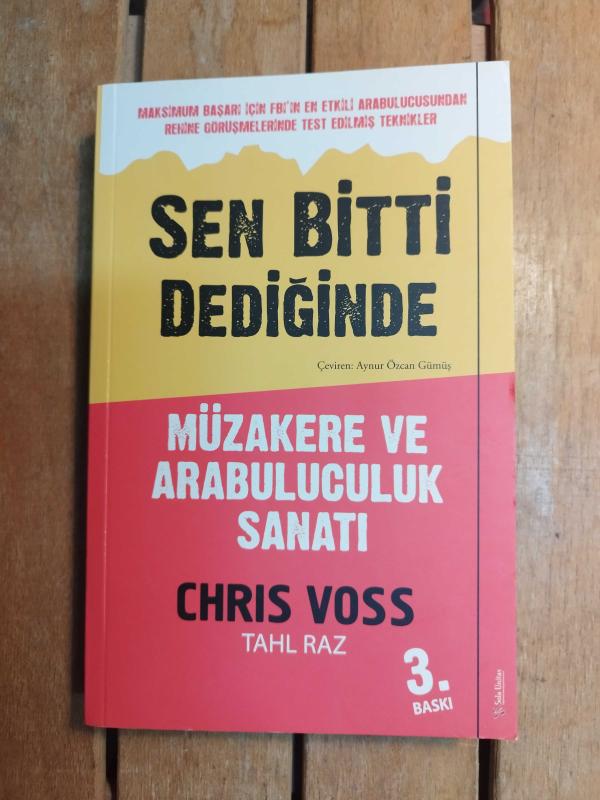 MAKSİMUM BAŞARI İÇİN FBI'IN EN ETKİLİ ARABULUCUSUNDAN
REHİNE GÖRÜŞMELERİNDE TEST EDİLMİŞ TEKNİKLER
SEN BİTTİ
DEDİĞİNDE
Çeviren: Aynur Özcan Gümüş
MÜZAKERE VE
ARABULUCULUK
SANATI
CHRIS VOSS
TAHL RAZ
3.
BASKI
Sola Unitas